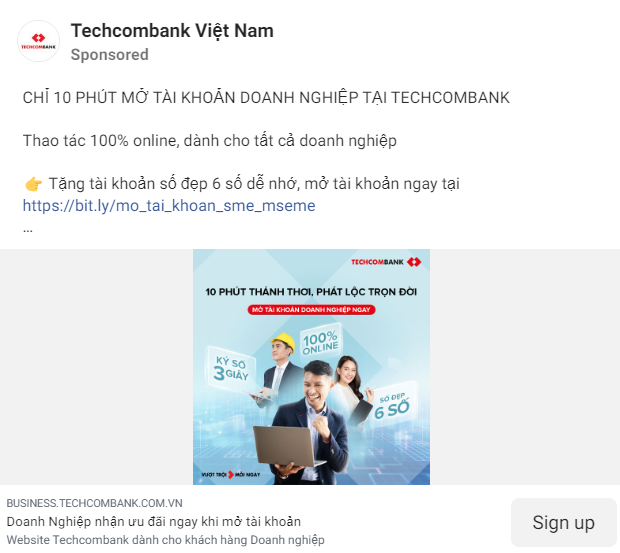 TECHCOMBANK
Techcombank Việt Nam
Sponsored
CHỈ 10 PHÚT MỞ TÀI KHOẢN DOANH NGHIỆP TẠI TECHCOMBANK
Thao tác 100% online, dành cho tất cả doanh nghiệp
👉 Tặng tài khoản số đẹp 6 số dễ nhớ, mở tài khoản ngay tại
https://bit.ly/mo_tai_khoan_sme_mseme
...
TECHCOMBANK
10 PHÚT THẢNH THƠI, PHÁT LỘC TRỌN ĐỜI
MỞ TÀI KHOẢN DOANH NGHIỆP NGAY
100%
ONLINE
KÝ SỐ
3 GIÂY
SỐ ĐẸP
6 SỐ
VƯỢT TRỘI MỖI NGÀY
BUSINESS.TECHCOMBANK.COM.VN
Doanh Nghiệp nhận ưu đãi ngay khi mở tài khoản
Website Techcombank dành cho khách hàng Doanh nghiệp
Sign up